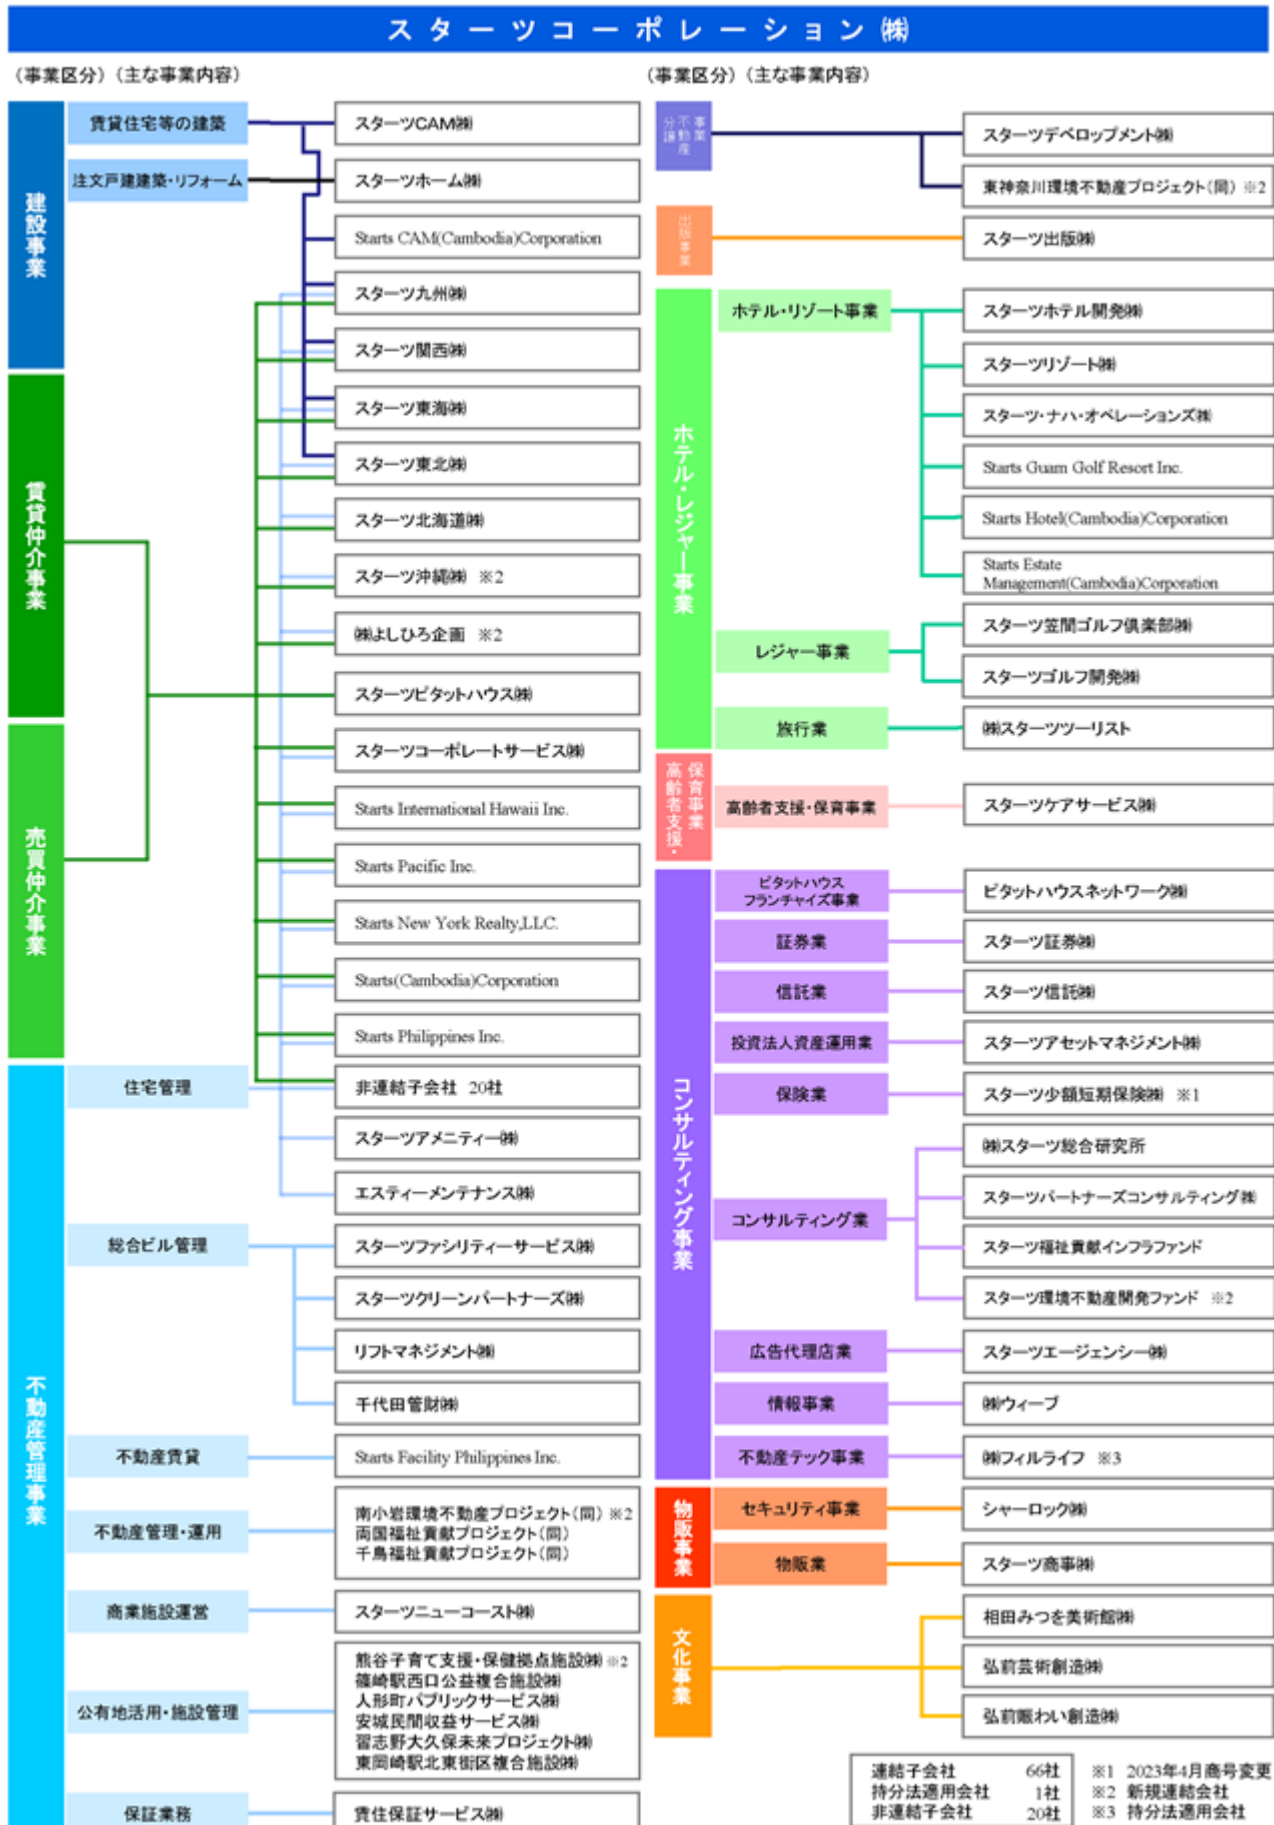 スターツコーポレーション㈱
（事業区分）（主な事業内容）
建設事業
賃貸住宅等の建築
スターツCAM㈱
注文戸建建築・リフォーム
スターツホーム㈱
Starts CAM(Cambodia)Corporation
スターツ九州㈱
スターツ関西㈱
スターツ東海㈱
スターツ東北㈱
スターツ北海道㈱
スターツ沖縄㈱ ※2
㈱よしひろ企画 ※2
スターツピタットハウス㈱
スターツコーポレートサービス㈱
Starts International Hawaii Inc.
Starts Pacific Inc.
Starts New York Realty,LLC.
Starts(Cambodia)Corporation
Starts Philippines Inc.
賃貸仲介事業
売買仲介事業
不動産管理事業
住宅管理
非連結子会社 20社
スターツアメニティー㈱
エスティーメンテナンス㈱
総合ビル管理
スターツファシリティーサービス㈱
スターツクリーンパートナーズ㈱
リフトマネジメント㈱
千代田管財㈱
不動産賃貸
Starts Facility Philippines Inc.
不動産管理・運用
南小岩環境不動産プロジェクト（同）※2
両国福祉貢献プロジェクト（同）
千鳥福祉貢献プロジェクト（同）
商業施設運営
スターツニューコースト㈱
公有地活用・施設管理
熊谷子育て支援・保健拠点施設㈱※2
篠崎駅西口公益複合施設㈱
人形町パブリックサービス㈱
安城民間収益サービス㈱
習志野大久保未来プロジェクト㈱
東岡崎駅北東街区複合施設㈱
保証業務
賃住保証サービス㈱
（事業区分）（主な事業内容）
事業
不動産
分譲
スターツデベロップメント㈱
東神奈川環境不動産プロジェクト（同）※2
出版事業
スターツ出版㈱
ホテル・レジャー事業
ホテル・リゾート事業
スターツホテル開発㈱
スターツリゾート㈱
スターツ・ナハ・オペレーションズ㈱
Starts Guam Golf Resort Inc.
Starts Hotel(Cambodia)Corporation
Starts Estate
Management(Cambodia)Corporation
レジャー事業
スターツ笠間ゴルフ倶楽部㈱
スターツゴルフ開発㈱
旅行業
㈱スターツツーリスト
保育事業
高齢者支援・
高齢者支援・保育事業
スターツケアサービス㈱
コンサルティング事業
ピタットハウス
フランチャイズ事業
ピタットハウスネットワーク㈱
証券業
スターツ証券㈱
信託業
スターツ信託㈱
投資法人資産運用業
スターツアセットマネジメント㈱
保険業
スターツ少額短期保険㈱ ※1
コンサルティング業
㈱スターツ総合研究所
スターツパートナーズコンサルティング㈱
スターツ福祉貢献インフラファンド
スターツ環境不動産開発ファンド ※2
広告代理店業
スターツエージェンシー㈱
情報事業
㈱ウィーブ
不動産テック事業
㈱フィルライフ ※3
物販事業
セキュリティ事業
シャーロック㈱
物販業
スターツ商事㈱
文化事業
相田みつを美術館㈱
弘前芸術創造㈱
弘前賑わい創造㈱
連結子会社 66社
持分法適用会社 1社
非連結子会社 20社
※1 2023年4月商号変更
※2 新規連結会社
※3 持分法適用会社